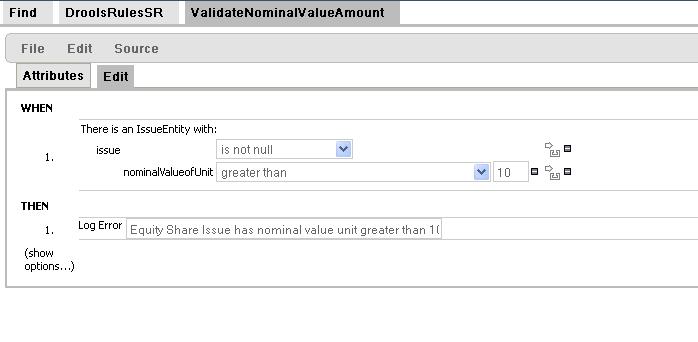 Find DroolsRulesSR ValidateNominalValueAmount
File Edit Source
Attributes Edit
WHEN
There is an IssueEntity with:
1. issue is not null
nominalValueofUnit greater than 10
THEN
1. Log Error Equity Share Issue has nominal value unit greater than 10
(show
options...)